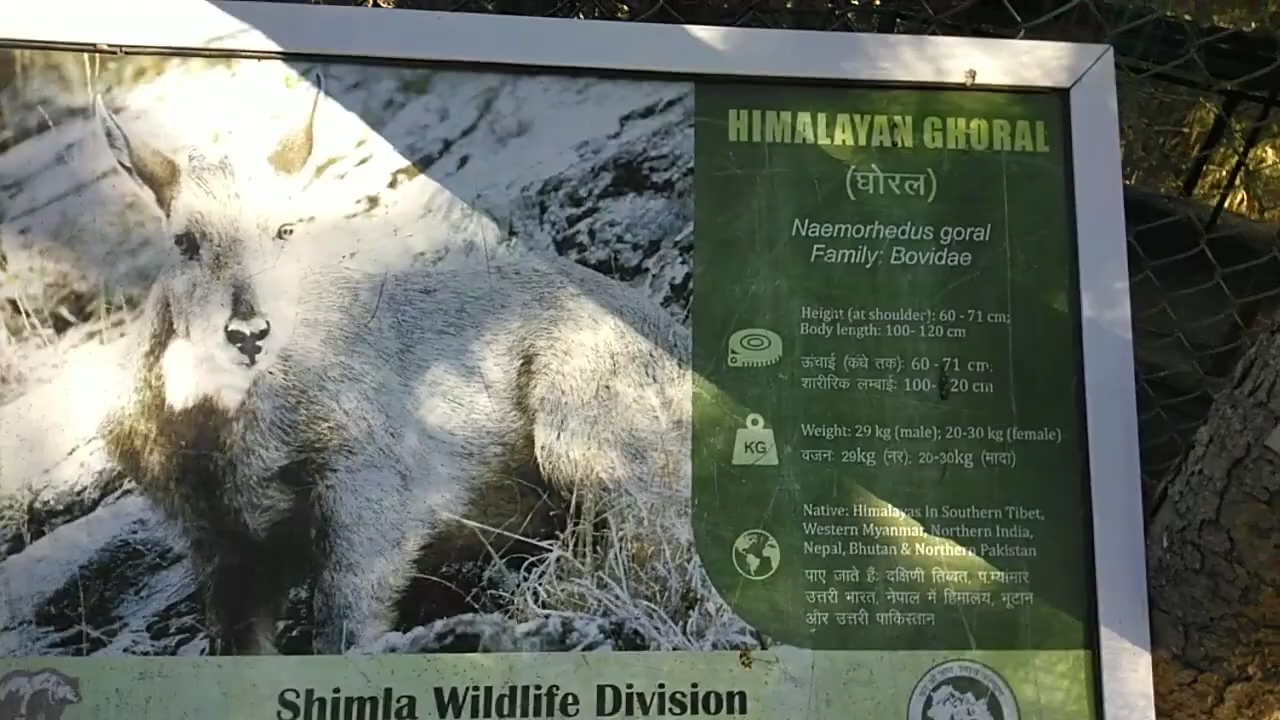 HIMALAYAN GHORAL
(घोरल)
Naemorhedus goral
Family: Bovidae
Height (at shoulder): 60 - 71 cm;
Body length: 100- 120 cm
ऊंचाई (कंधे तक): 60 - 71 cm;
शारीरिक लम्बाई: 100- 20 cm
KG
Weight: 29 kg (male); 20-30 kg (female)
वजन: 29kg (नर); 20-30kg (मादा)
Native: Himalayas In Southern Tibet,
Western Myanmar, Northern India,
Nepal, Bhutan & Northern Pakistan
पाए जाते हैं: दक्षिणी तिब्बत, प.म्यांमार
उत्तरी भारत, नेपाल में हिमालय, भूटान
और उत्तरी पाकिस्तान
Shimla Wildlife Division